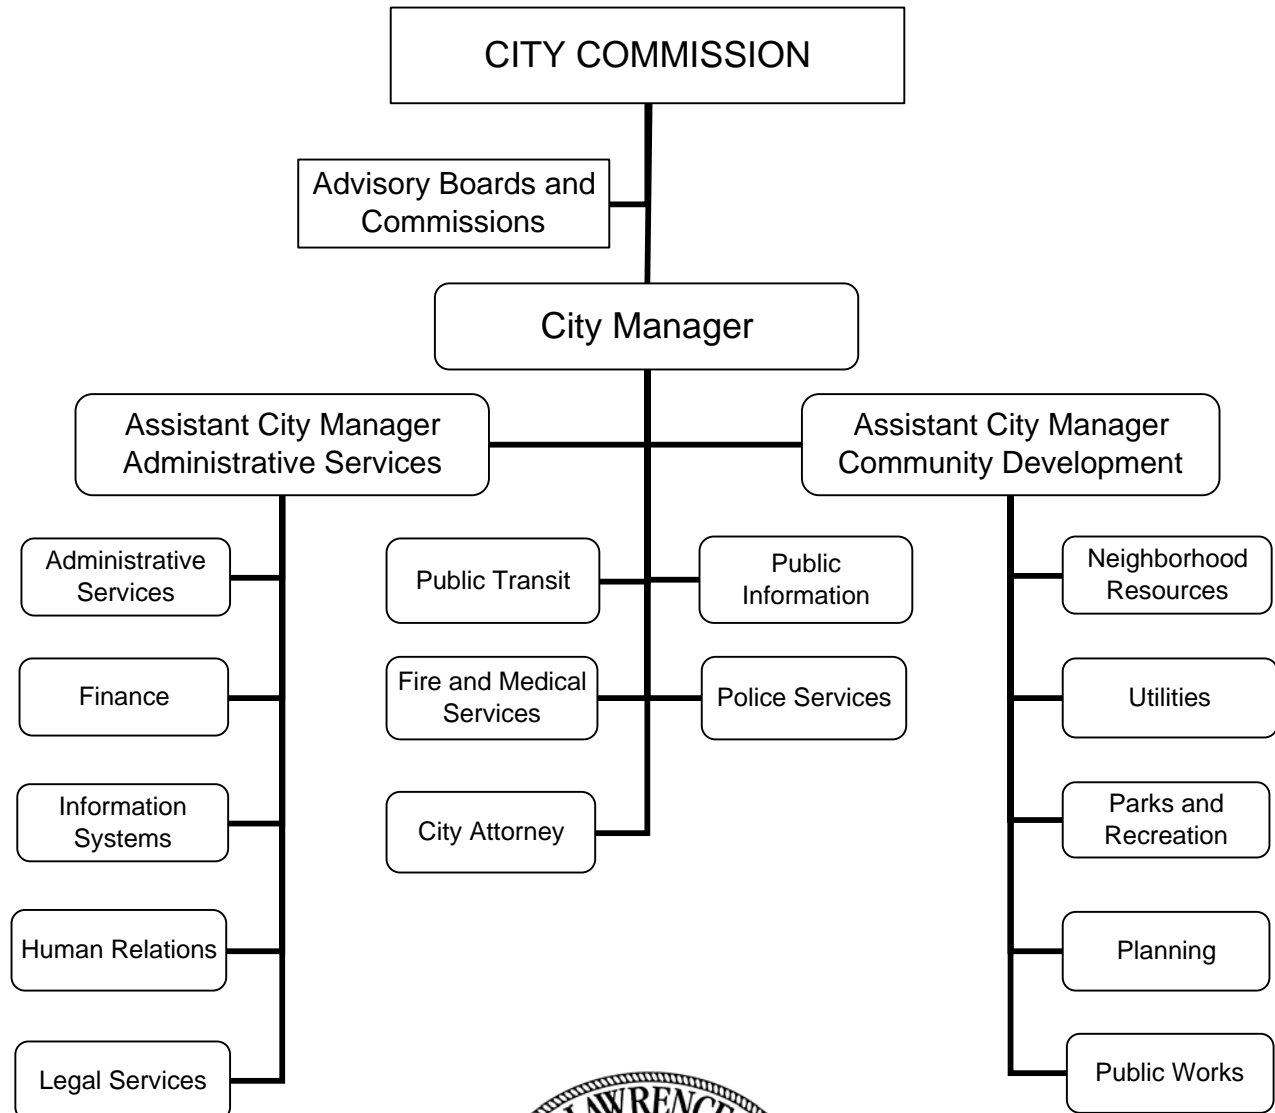 CITY COMMISSION
Advisory Boards and
Commissions
City Manager
Assistant City Manager
Administrative Services
Assistant City Manager
Community Development
Administrative
Services
Finance
Information
Systems
Human Relations
Legal Services
Public Transit
Public
Information
Fire and Medical
Services
Police Services
City Attorney
Neighborhood
Resources
Utilities
Parks and
Recreation
Planning
Public Works
LAWRENCE